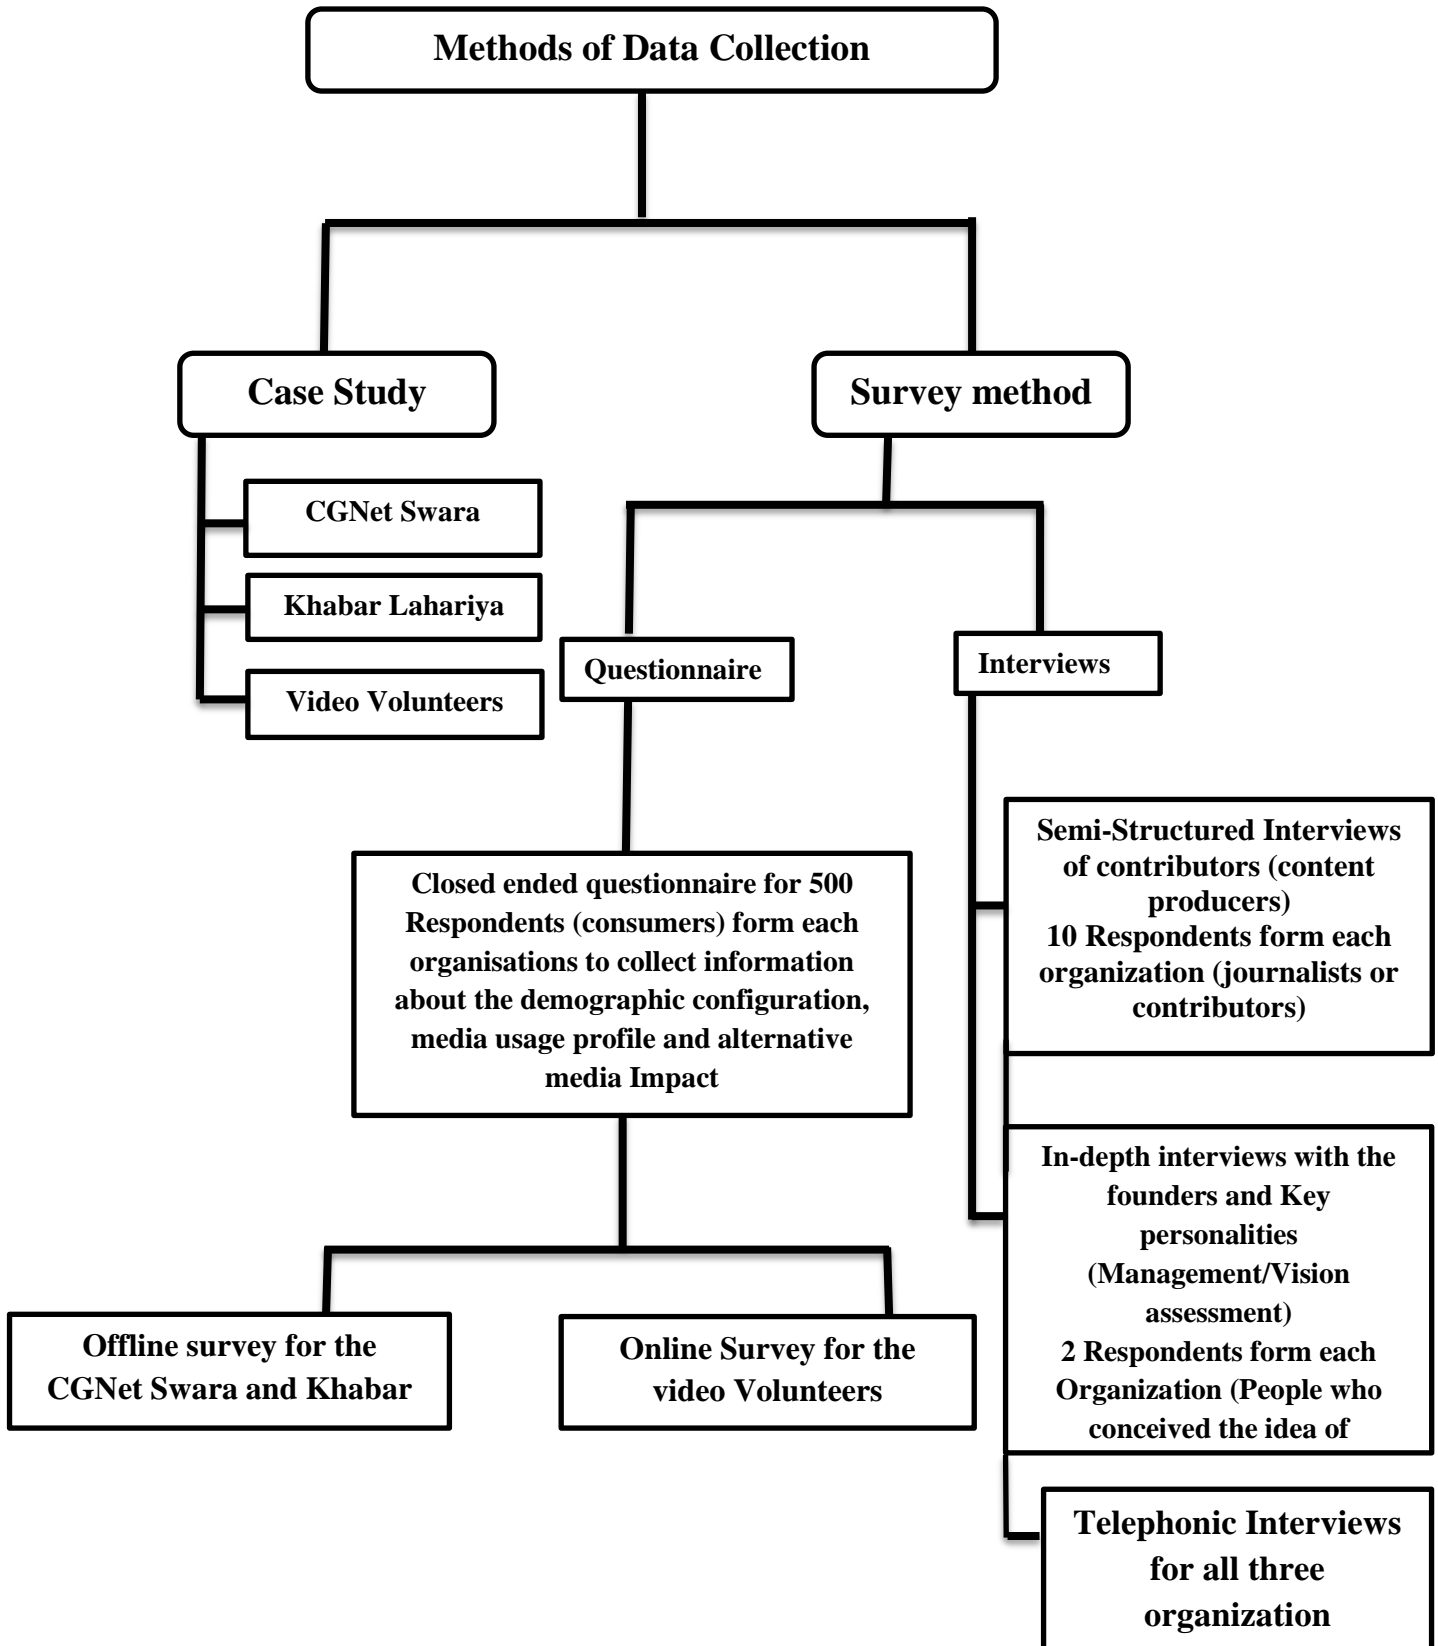 Methods of Data Collection
Case Study
Survey method
CGNet Swara
Khabar Lahariya
Video Volunteers
Questionnaire
Interviews
Closed ended questionnaire for 500
Respondents (consumers) form each
organisations to collect information
about the demographic configuration,
media usage profile and alternative
media Impact
Semi-Structured Interviews
of contributors (content
producers)
10 Respondents form each
organization (journalists or
contributors)
In-depth interviews with the
founders and Key
personalities
(Management/Vision
assessment)
2 Respondents form each
Organization (People who
conceived the idea of
Offline survey for the
CGNet Swara and Khabar
Online Survey for the
video Volunteers
Telephonic Interviews
for all three
organization